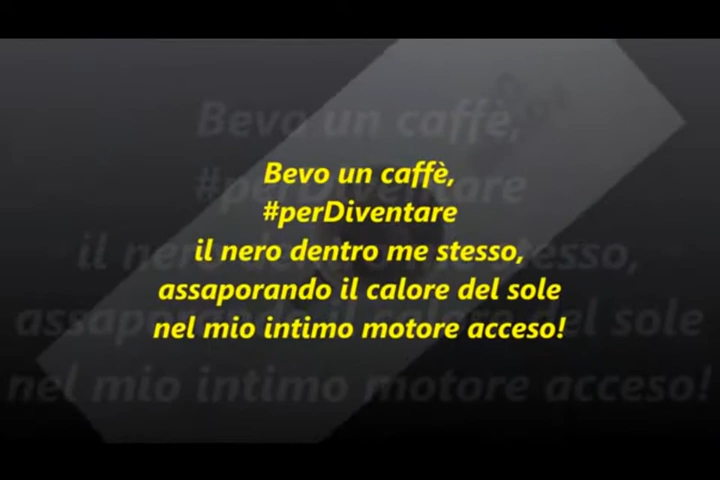 Bevo un caffè,
#perDiventare
il nero dentro me stesso,
assaporando il calore del sole
nel mio intimo motore acceso!